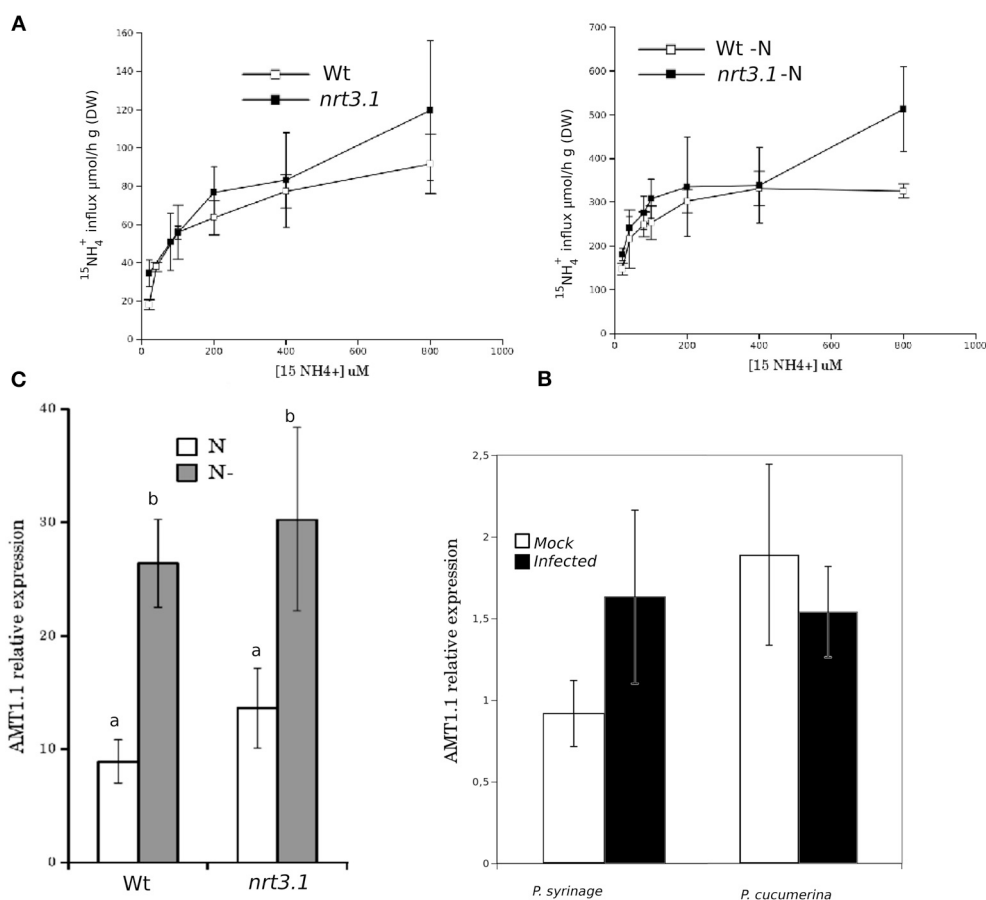 A
Wt
nrt3.1
¹⁵NH₄⁺ influx μmol/h g (DW)
160
140
120
100
80
60
40
20
0
0 200 400 600 800 1000
[15 NH4+] uM
Wt -N
nrt3.1-N
¹⁵NH₄⁺ influx μmol/h g (DW)
700
600
500
400
300
200
100
0
0 200 400 600 800 1000
[15 NH4+] uM
C
N
N-
AMT1.1 relative expression
40
30
20
10
0
a
b
a
b
Wt
nrt3.1
B
Mock
Infected
AMT1.1 relative expression
2,5
2
1,5
1
0,5
0
P. syrinage
P. cucumerina